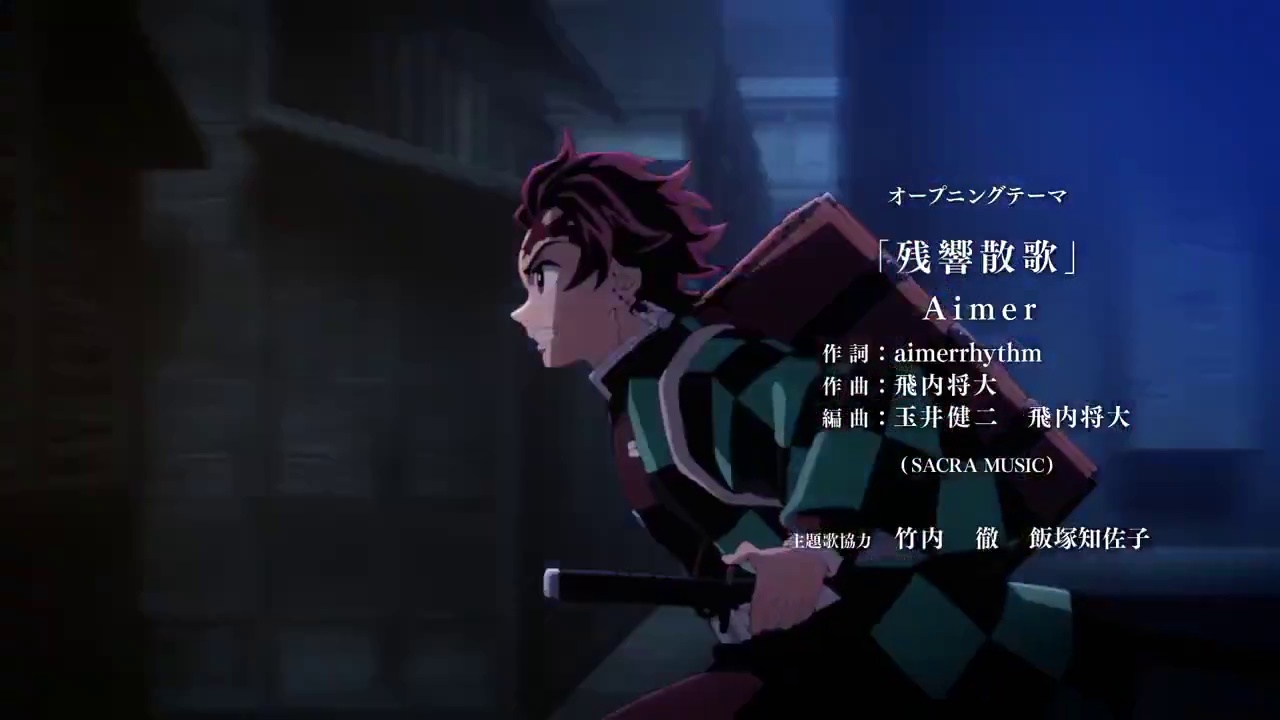 オープニングテーマ
「残響散歌」
Aimer
作詞：aimerrhythm
作曲：飛内将大
編曲：玉井健二　飛内将大
(SACRA MUSIC)
主題歌協力　竹内　徹　飯塚知佐子